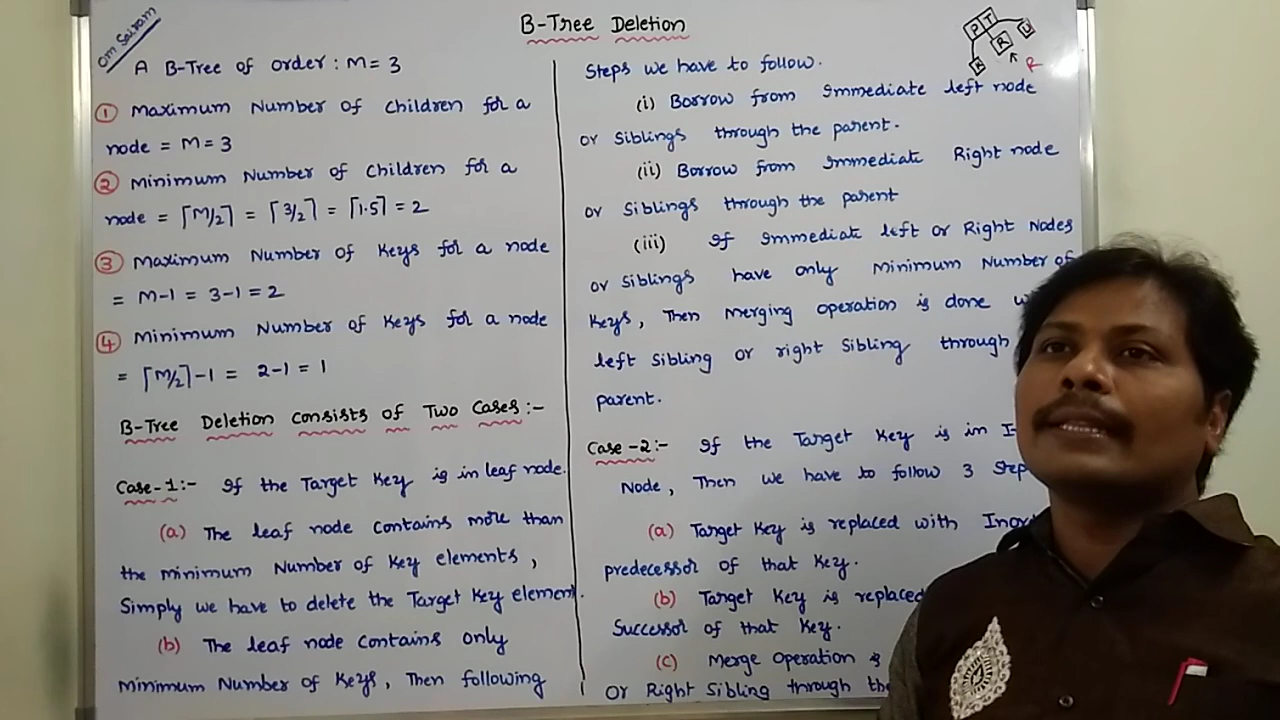 Om Sairam
B-Tree Deletion
A B-Tree of order : M = 3
① Maximum Number of Children for a
node = M = 3
② Minimum Number of Children for a
node = ⌈M/2⌉ = ⌈3/2⌉ = ⌈1.5⌉ = 2
③ Maximum Number of Keys for a node
= M-1 = 3-1 = 2
④ Minimum Number of Keys for a node
= ⌈M/2⌉-1 = 2-1 = 1
B-Tree Deletion Consists of Two Cases :-
Case-1:- If the Target Key is in leaf node.
(a) The leaf node Contains more than
the minimum Number of Key elements,
Simply we have to delete the Target Key element.
(b) The leaf node Contains only
Minimum Number of Keys, Then following
Steps we have to follow.
(i) Borrow from Immediate left node
or Siblings through the parent.
(ii) Borrow from Immediate Right node
or Siblings through the parent
(iii) If Immediate left or Right Nodes
or Siblings have only Minimum Number of
Keys, Then Merging operation is done
left Sibling or right Sibling through
parent.
Case-2:- If the Target Key is in
Node, Then we have to follow 3 Step
(a) Target Key is replaced with
predecessor of that Key.
(b) Target Key is replaced
Successor of that Key.
(c) Merge Operation is
Or Right Sibling through the
P T
R
U
R